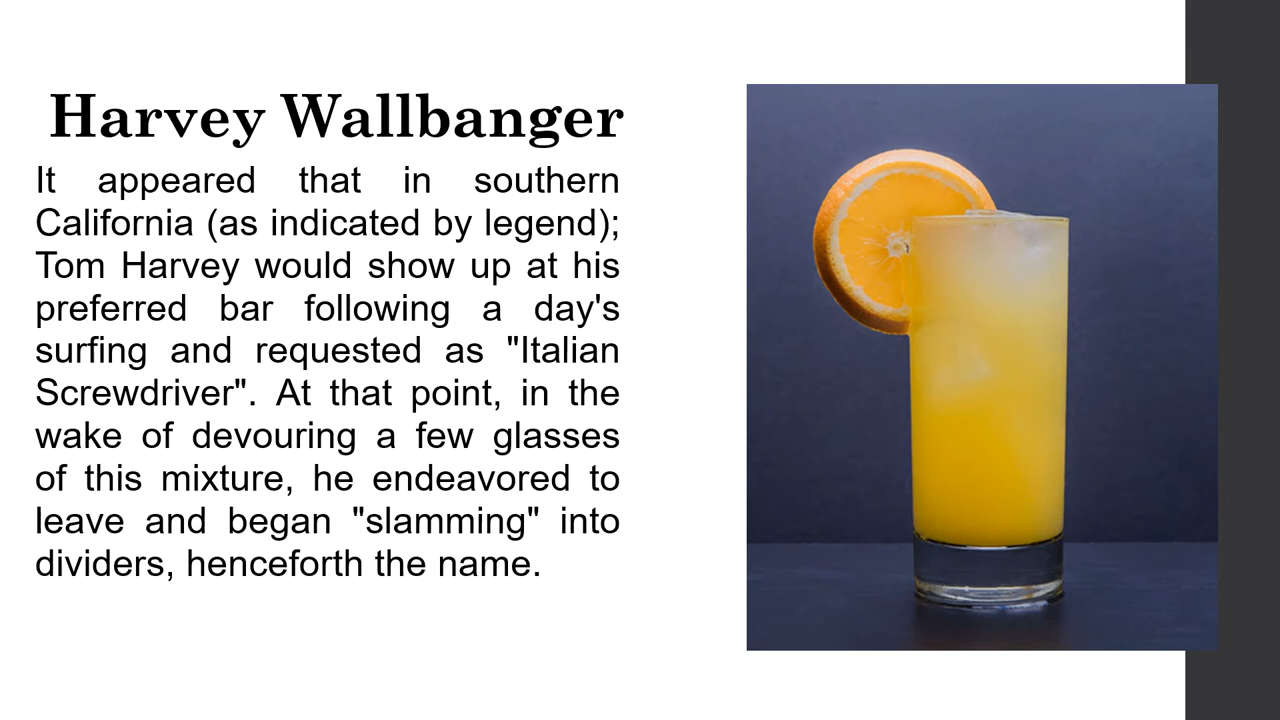 Harvey Wallbanger
It appeared that in southern
California (as indicated by legend);
Tom Harvey would show up at his
preferred bar following a day's
surfing and requested as "Italian
Screwdriver". At that point, in the
wake of devouring a few glasses
of this mixture, he endeavored to
leave and began "slamming" into
dividers, henceforth the name.